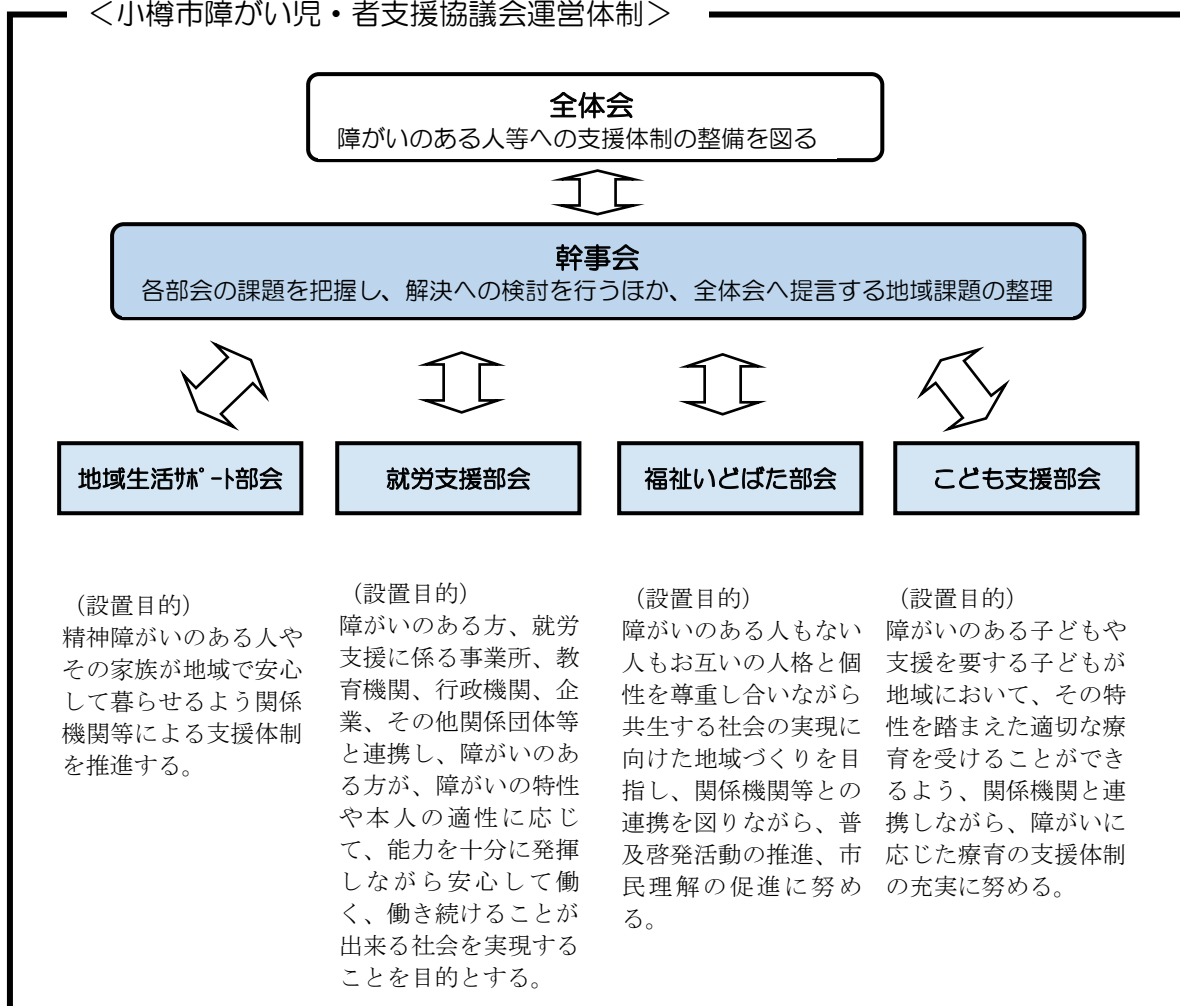 ＜小樽市障がい児・者支援協議会運営体制＞
全体会
障がいのある人等への支援体制の整備を図る
幹事会
各部会の課題を把握し、解決への検討を行うほか、全体会へ提言する地域課題の整理
地域生活ｻﾎﾟｰﾄ部会
就労支援部会
福祉いどばた部会
こども支援部会
（設置目的）
精神障がいのある人や
その家族が地域で安心
して暮らせるよう関係
機関等による支援体制
を推進する。
（設置目的）
障がいのある方、就労
支援に係る事業所、教
育機関、行政機関、企
業、その他関係団体等
と連携し、障がいのあ
る方が、障がいの特性
や本人の適性に応じ
て、能力を十分に発揮
しながら安心して働
く、働き続けることが
出来る社会を実現する
ことを目的とする。
（設置目的）
障がいのある人もない
人もお互いの人格と個
性を尊重し合いながら
共生する社会の実現に
向けた地域づくりを目
指し、関係機関等との
連携を図りながら、普
及啓発活動の推進、市
民理解の促進に努め
る。
（設置目的）
障がいのある子どもや
支援を要する子どもが
地域において、その特
性を踏まえた適切な療
育を受けることができ
るよう、関係機関と連
携しながら、障がいに
応じた療育の支援体制
の充実に努める。